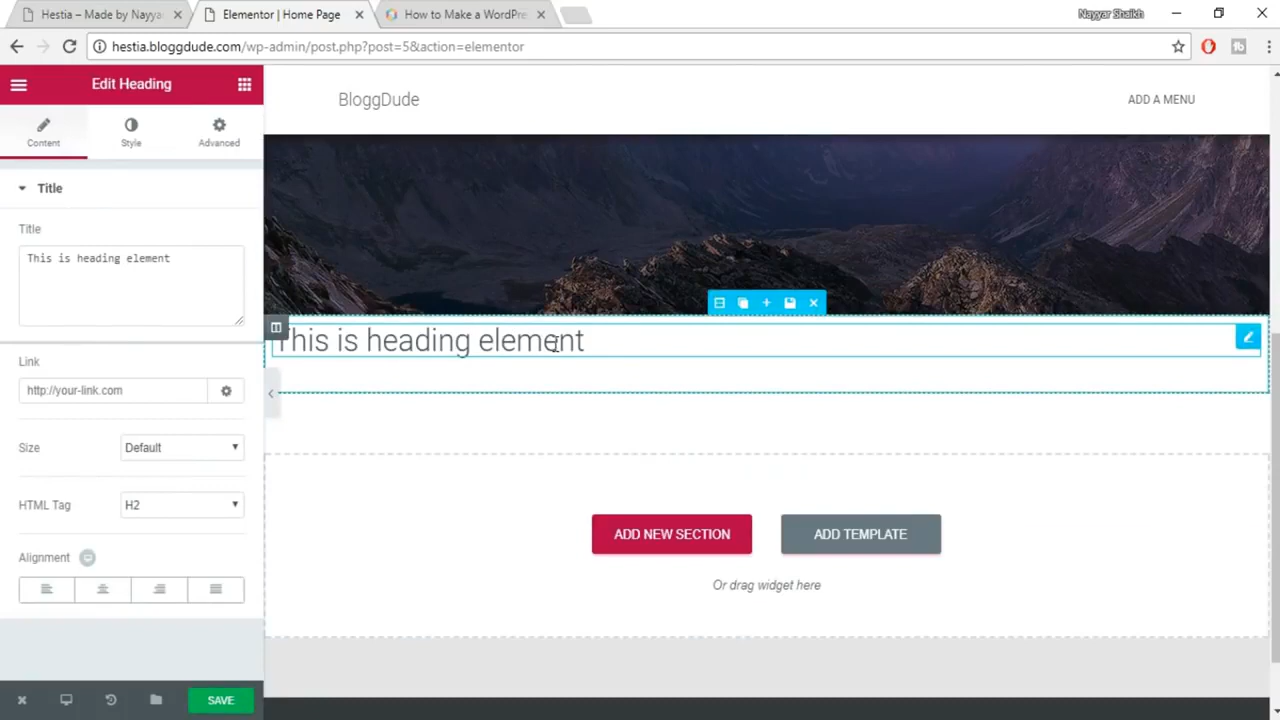 Hestia – Made by Nayya
Elementor | Home Page
How to Make a WordPre
Nayyar Shaikh
hestia.bloggdude.com/wp-admin/post.php?post=5&action=elementor
Edit Heading
BloggDude
ADD A MENU
Content
Style
Advanced
Title
Title
This is heading element
This is heading element
Link
http://your-link.com
Size
Default
HTML Tag
H2
ADD NEW SECTION
ADD TEMPLATE
Alignment
Or drag widget here
SAVE